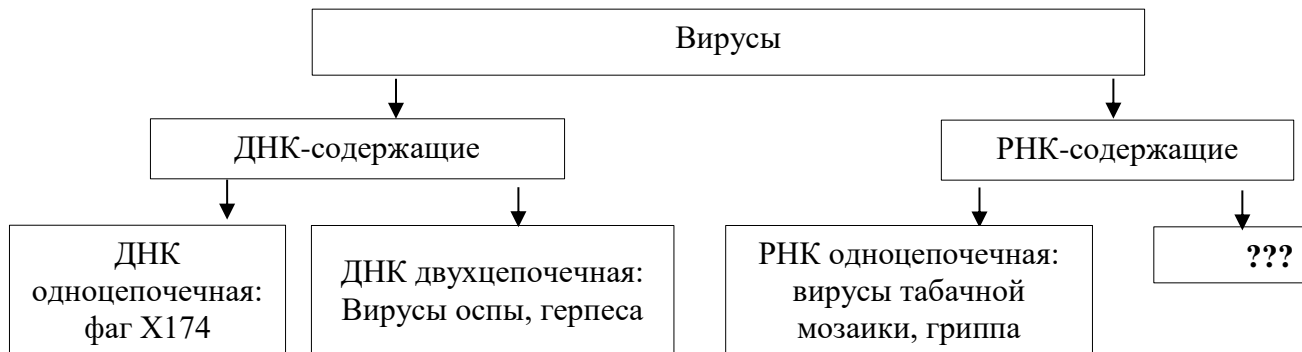 Вирусы
ДНК-содержащие
РНК-содержащие
ДНК
одноцепочечная:
фаг X174
ДНК двухцепочечная:
Вирусы оспы, герпеса
РНК одноцепочечная:
вирусы табачной
мозаики, гриппа
???